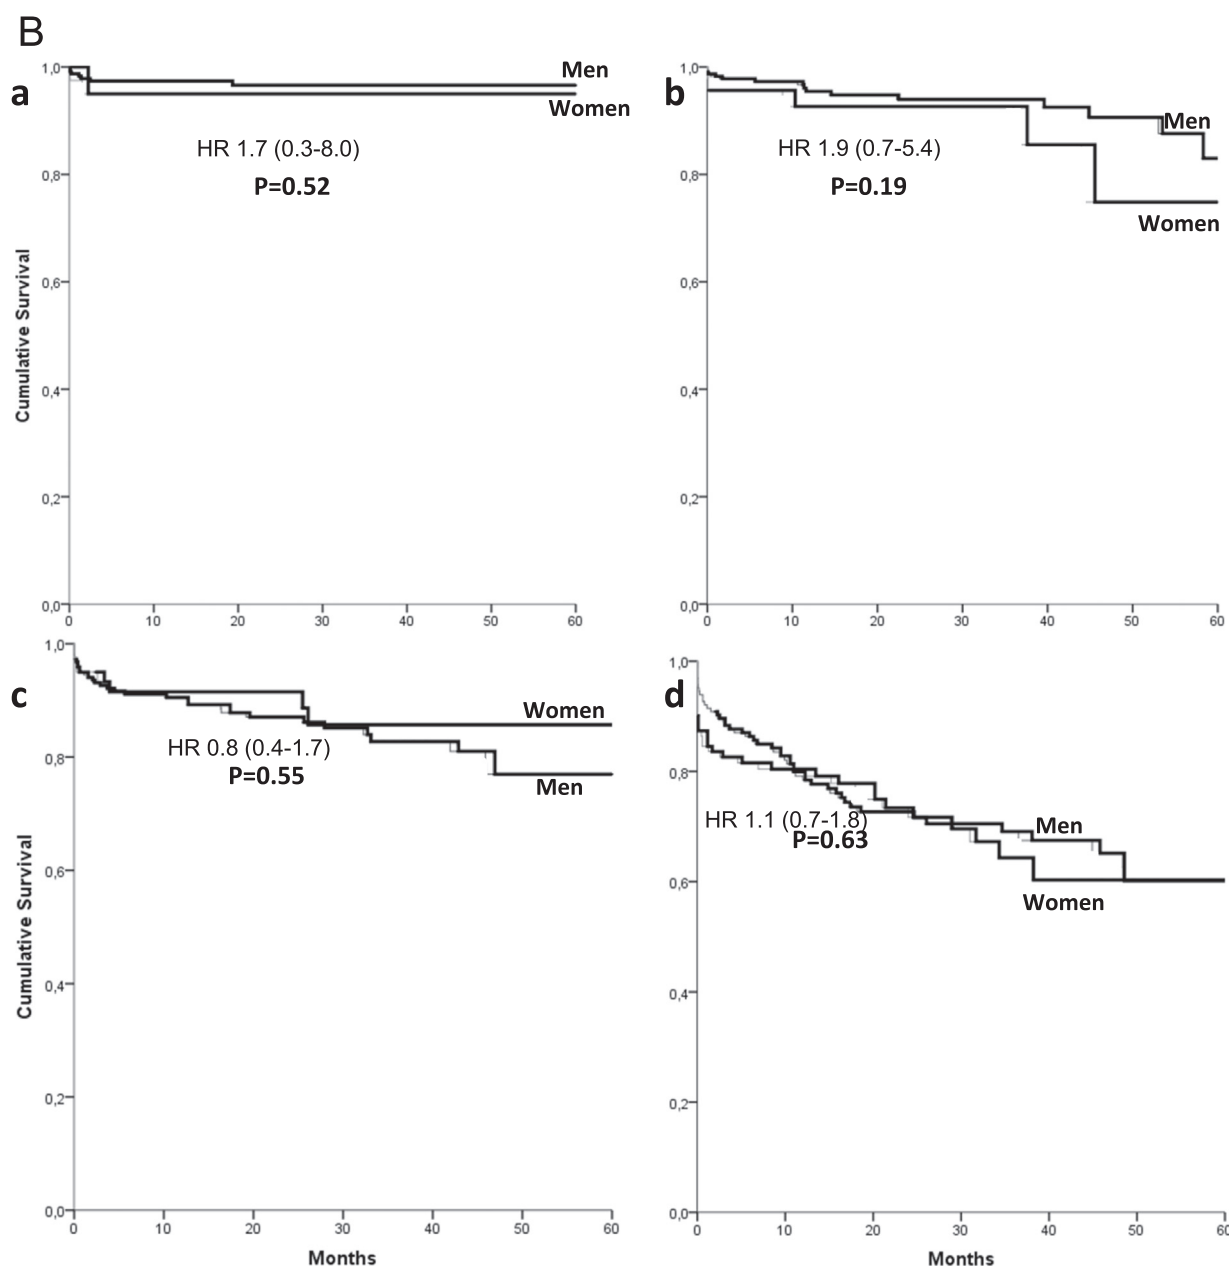 B
a
1,0
0,8
0,6
0,4
0,2
0,0
Cumulative Survival
Men
Women
HR 1.7 (0.3-8.0)
P=0.52
0 10 20 30 40 50 60
b
1,0
0,8
0,6
0,4
0,2
0,0
Men
HR 1.9 (0.7-5.4)
P=0.19
Women
0 10 20 30 40 50 60
c
1,0
0,8
0,6
0,4
0,2
0,0
Cumulative Survival
Women
HR 0.8 (0.4-1.7)
P=0.55
Men
0 10 20 30 40 50 60
Months
d
1,0
0,8
0,6
0,4
0,2
0,0
HR 1.1 (0.7-1.8)
P=0.63
Men
Women
0 10 20 30 40 50 60
Months